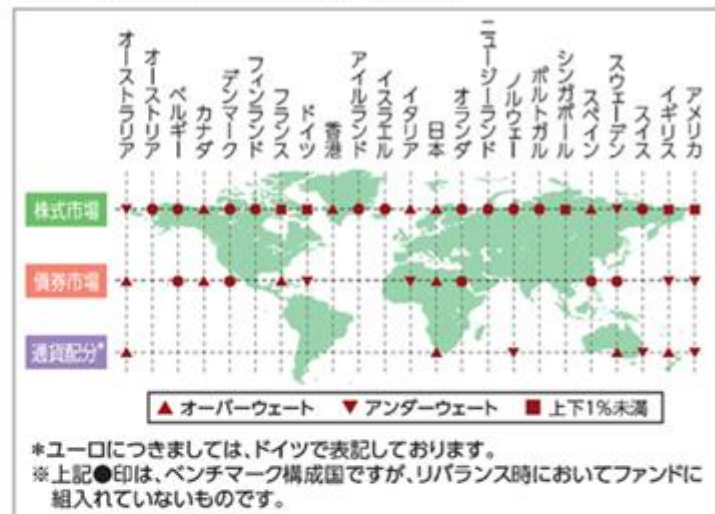 オーストラリア
オーストリア
ベルギー
カナダ
デンマーク
フィンランド
フランス
ドイツ
香港
アイルランド
イスラエル
イタリア
日本
オランダ
ニュージーランド
ノルウェー
ポルトガル
シンガポール
スペイン
スウェーデン
スイス
イギリス
アメリカ
株式市場
債券市場
通貨配分*
▲ オーバーウェート ▼ アンダーウェート ■ 上下1%未満
*ユーロにつきましては、ドイツで表記しております。
※上記●印は、ベンチマーク構成国ですが、リバランス時においてファンドに
組入れていないものです。